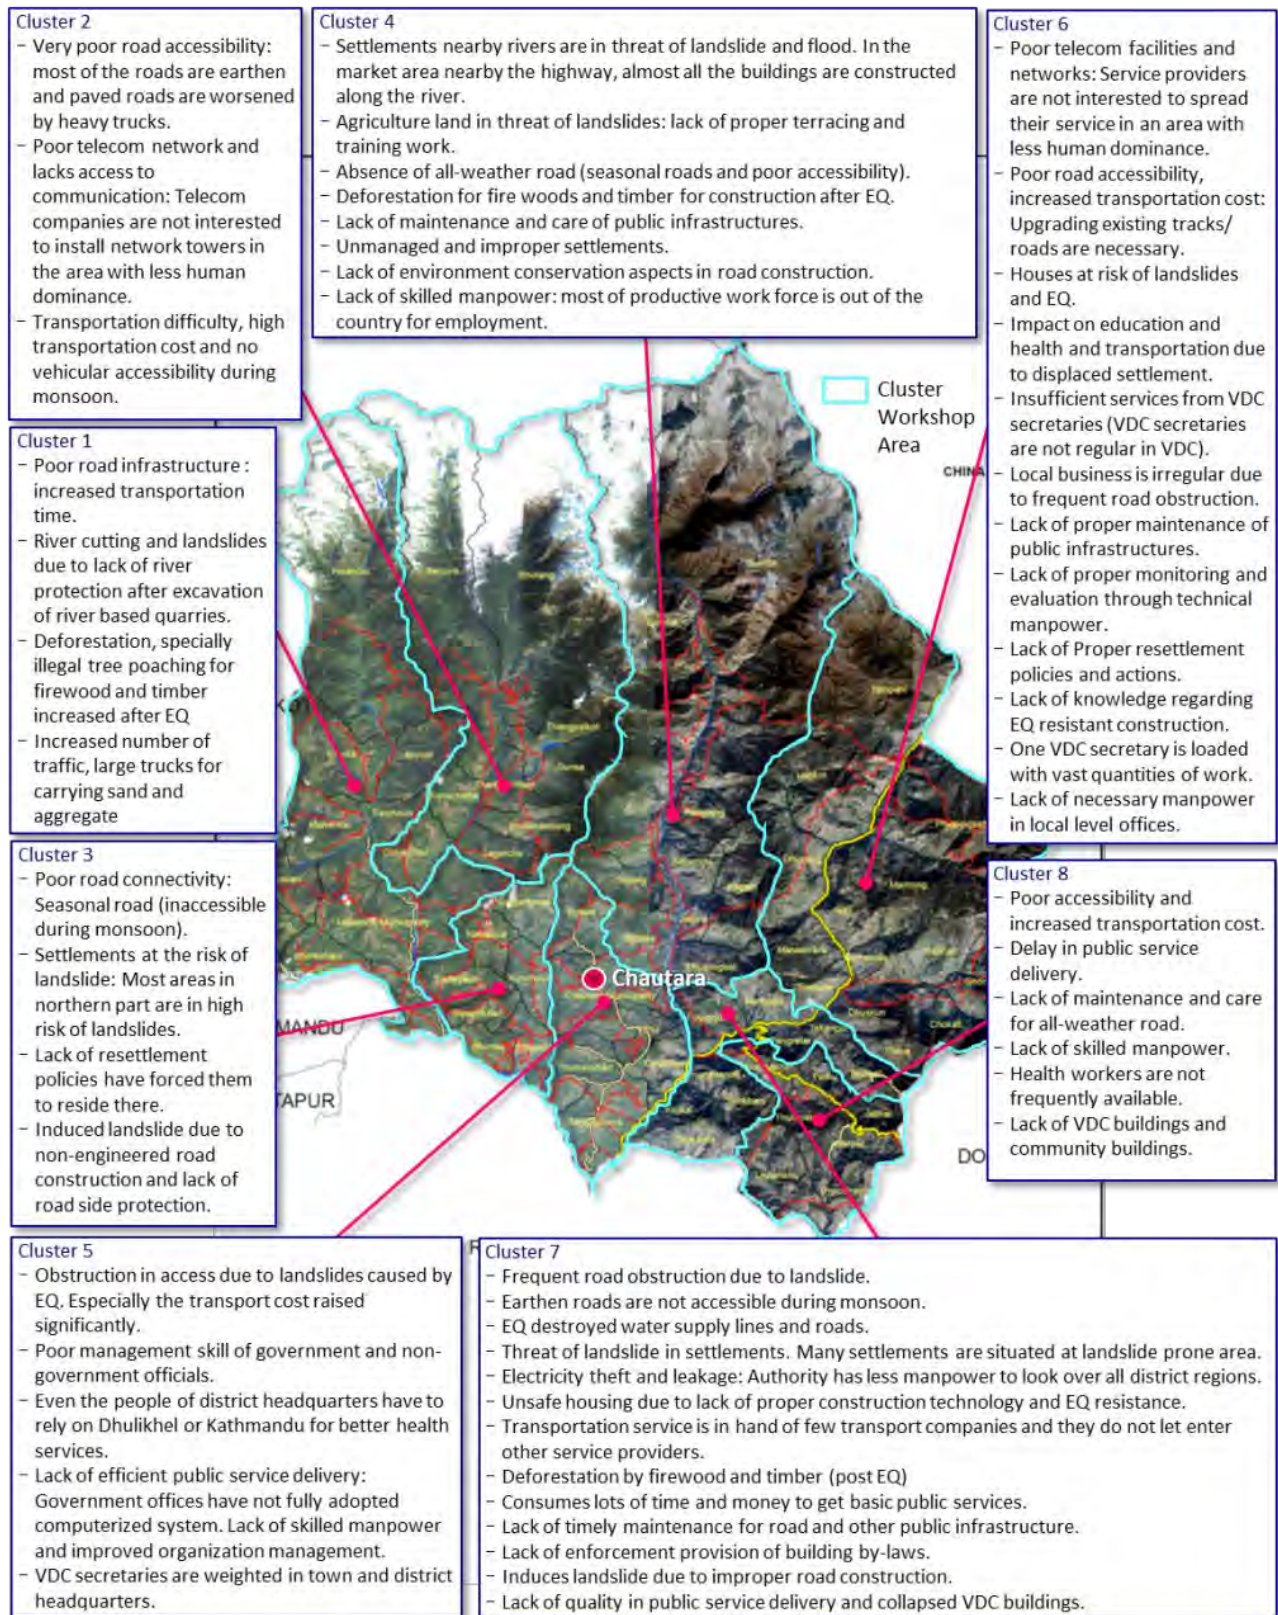 Cluster 2
– Very poor road accessibility:
most of the roads are earthen
and paved roads are worsened
by heavy trucks.
– Poor telecom network and
lacks access to
communication: Telecom
companies are not interested
to install network towers in
the area with less human
dominance.
– Transportation difficulty, high
transportation cost and no
vehicular accessibility during
monsoon.
Cluster 4
– Settlements nearby rivers are in threat of landslide and flood. In the
market area nearby the highway, almost all the buildings are constructed
along the river.
– Agriculture land in threat of landslides: lack of proper terracing and
training work.
– Absence of all-weather road (seasonal roads and poor accessibility).
– Deforestation for fire woods and timber for construction after EQ.
– Lack of maintenance and care of public infrastructures.
– Unmanaged and improper settlements.
– Lack of environment conservation aspects in road construction.
– Lack of skilled manpower: most of productive work force is out of the
country for employment.
Cluster 6
– Poor telecom facilities and
networks: Service providers
are not interested to spread
their service in an area with
less human dominance.
– Poor road accessibility,
increased transportation cost:
Upgrading existing tracks/
roads are necessary.
– Houses at risk of landslides
and EQ.
– Impact on education and
health and transportation due
to displaced settlement.
– Insufficient services from VDC
secretaries (VDC secretaries
are not regular in VDC).
– Local business is irregular due
to frequent road obstruction.
– Lack of proper maintenance of
public infrastructures.
– Lack of proper monitoring and
evaluation through technical
manpower.
– Lack of Proper resettlement
policies and actions.
– Lack of knowledge regarding
EQ resistant construction.
– One VDC secretary is loaded
with vast quantities of work.
– Lack of necessary manpower
in local level offices.
Cluster
Workshop
Area
CHINA
Cluster 1
– Poor road infrastructure :
increased transportation
time.
– River cutting and landslides
due to lack of river
protection after excavation
of river based quarries.
– Deforestation, specially
illegal tree poaching for
firewood and timber
increased after EQ
– Increased number of
traffic, large trucks for
carrying sand and
aggregate
Cluster 3
– Poor road connectivity:
Seasonal road (inaccessible
during monsoon).
– Settlements at the risk of
landslide: Most areas in
northern part are in high
risk of landslides.
– Lack of resettlement
policies have forced them
to reside there.
– Induced landslide due to
non-engineered road
construction and lack of
road side protection.
Chautara
MANDU
TAPUR
DO
Cluster 8
– Poor accessibility and
increased transportation cost.
– Delay in public service
delivery.
– Lack of maintenance and care
for all-weather road.
– Lack of skilled manpower.
– Health workers are not
frequently available.
– Lack of VDC buildings and
community buildings.
Cluster 5
– Obstruction in access due to landslides caused by
EQ. Especially the transport cost raised
significantly.
– Poor management skill of government and non-
government officials.
– Even the people of district headquarters have to
rely on Dhulikhel or Kathmandu for better health
services.
– Lack of efficient public service delivery:
Government offices have not fully adopted
computerized system. Lack of skilled manpower
and improved organization management.
– VDC secretaries are weighted in town and district
headquarters.
Cluster 7
– Frequent road obstruction due to landslide.
– Earthen roads are not accessible during monsoon.
– EQ destroyed water supply lines and roads.
– Threat of landslide in settlements. Many settlements are situated at landslide prone area.
– Electricity theft and leakage: Authority has less manpower to look over all district regions.
– Unsafe housing due to lack of proper construction technology and EQ resistance.
– Transportation service is in hand of few transport companies and they do not let enter
other service providers.
– Deforestation by firewood and timber (post EQ)
– Consumes lots of time and money to get basic public services.
– Lack of timely maintenance for road and other public infrastructure.
– Lack of enforcement provision of building by-laws.
– Induces landslide due to improper road construction.
– Lack of quality in public service delivery and collapsed VDC buildings.